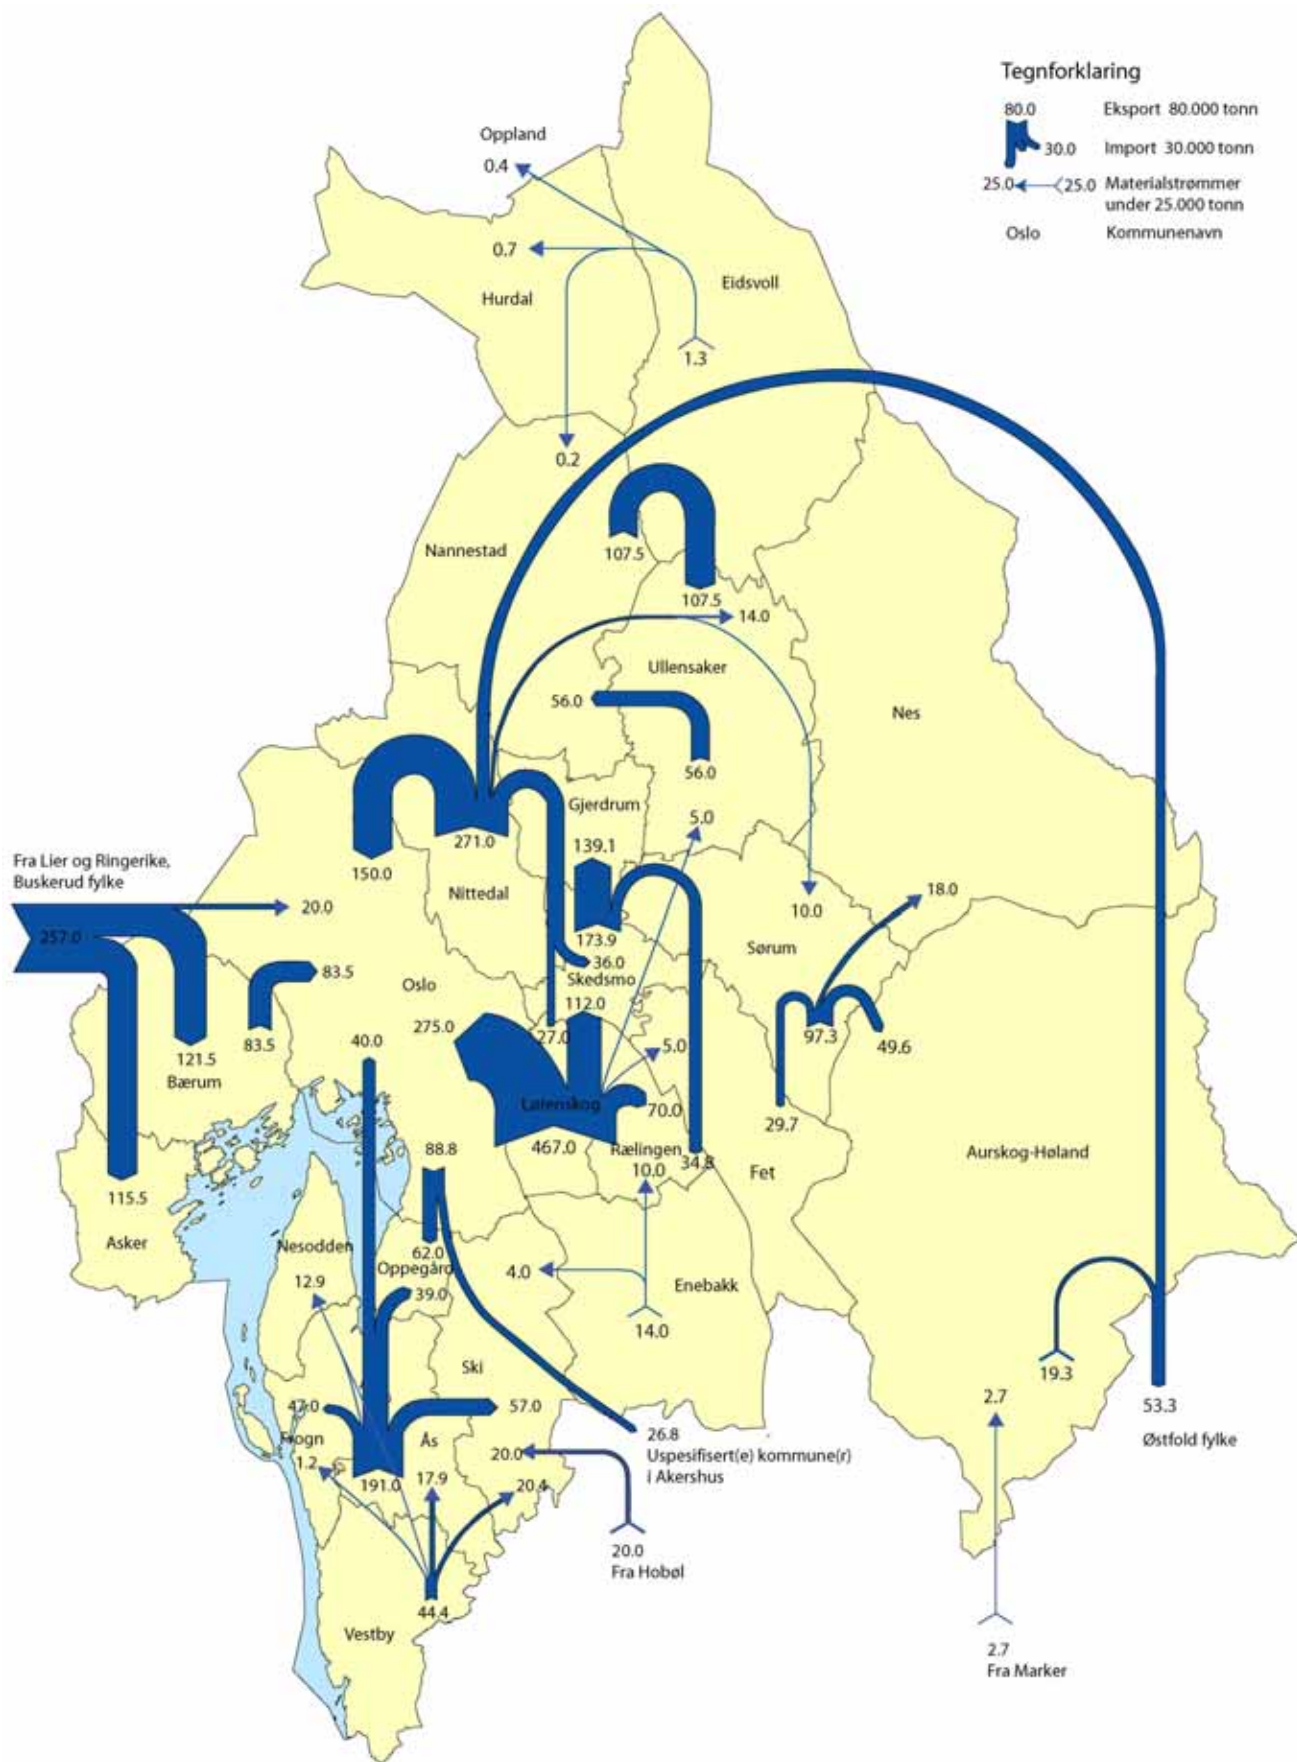 Tegnforklaring
80.0
Eksport 80.000 tonn
30.0
Import 30.000 tonn
25.0
25.0
Materialstrømmer
under 25.000 tonn
Oslo
Kommunenavn
Oppland
0.4
0.7
Hurdal
Eidsvoll
1.3
0.2
Nannestad
107.5
107.5
14.0
Ullensaker
56.0
Nes
56.0
Gjerdrum
5.0
271.0
139.1
150.0
Fra Lier og Ringerike,
Buskerud fylke
Nittedal
18.0
20.0
10.0
257.0
173.9
Sørum
36.0
83.5
Skedsmo
Oslo
112.0
275.0
27.0
97.3
40.0
83.5
5.0
49.6
121.5
Bærum
Lørenskog
70.0
29.7
467.0
Rælingen
88.8
10.0
34.8
Fet
Aurskog-Høland
115.5
Asker
Nesodden
62.0
Oppegård
4.0
12.9
39.0
Enebakk
14.0
Ski
19.3
2.7
53.3
47.0
57.0
Frogn
Ås
26.8
Uspesifisert(e) kommune(r)
i Akershus
Østfold fylke
1.2
20.0
17.9
191.0
20.4
20.0
Fra Hobøl
44.4
Vestby
2.7
Fra Marker